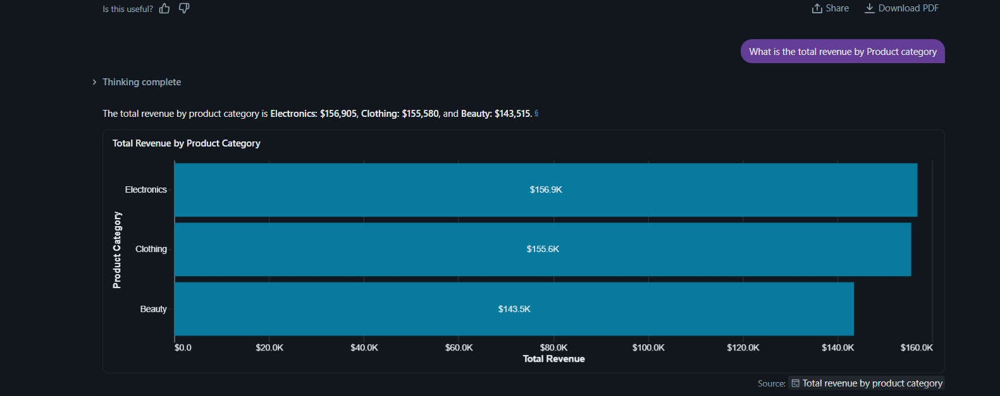 Is this useful?
Share
Download PDF
What is the total revenue by Product category
Thinking complete
The total revenue by product category is Electronics: $156,905, Clothing: $155,580, and Beauty: $143,515. 6
Total Revenue by Product Category
Product Category
Electronics
$156.9K
Clothing
$155.6K
Beauty
$143.5K
$0.0 $20.0K $40.0K $60.0K $80.0K $100.0K $120.0K $140.0K $160.0K
Total Revenue
Source: Total revenue by product category